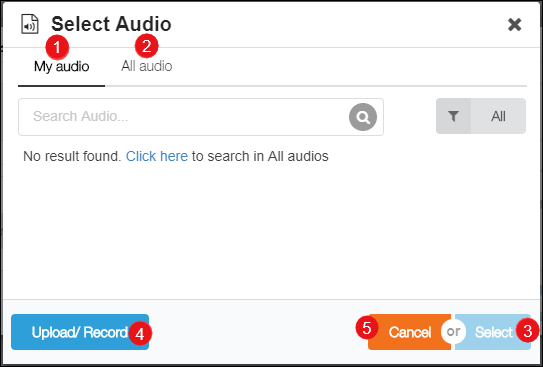 Select Audio
1 2
My audio All audio
Search Audio... All
No result found. Click here to search in All audios
Upload/ Record 4 5 Cancel or Select 3